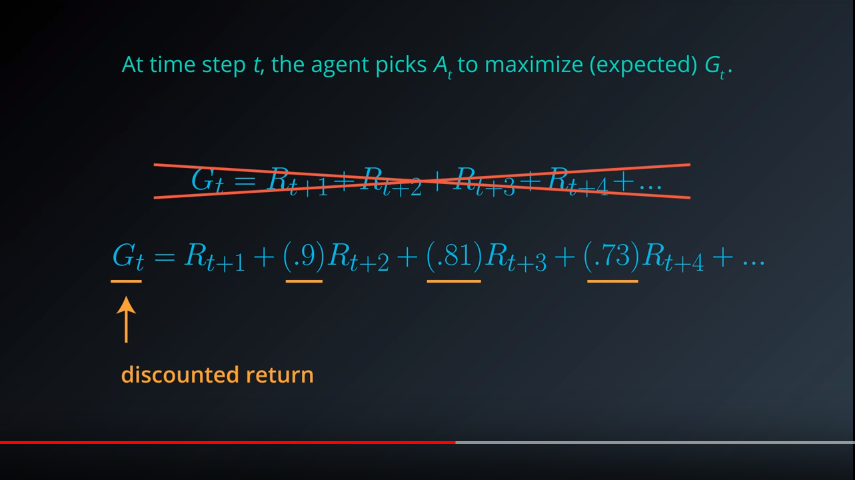 At time step t, the agent picks A_t to maximize (expected) G_t.
G_t = R_{t+1} + R_{t+2} + R_{t+3} + R_{t+4} + ...
G_t = R_{t+1} + (.9)R_{t+2} + (.81)R_{t+3} + (.73)R_{t+4} + ...
discounted return